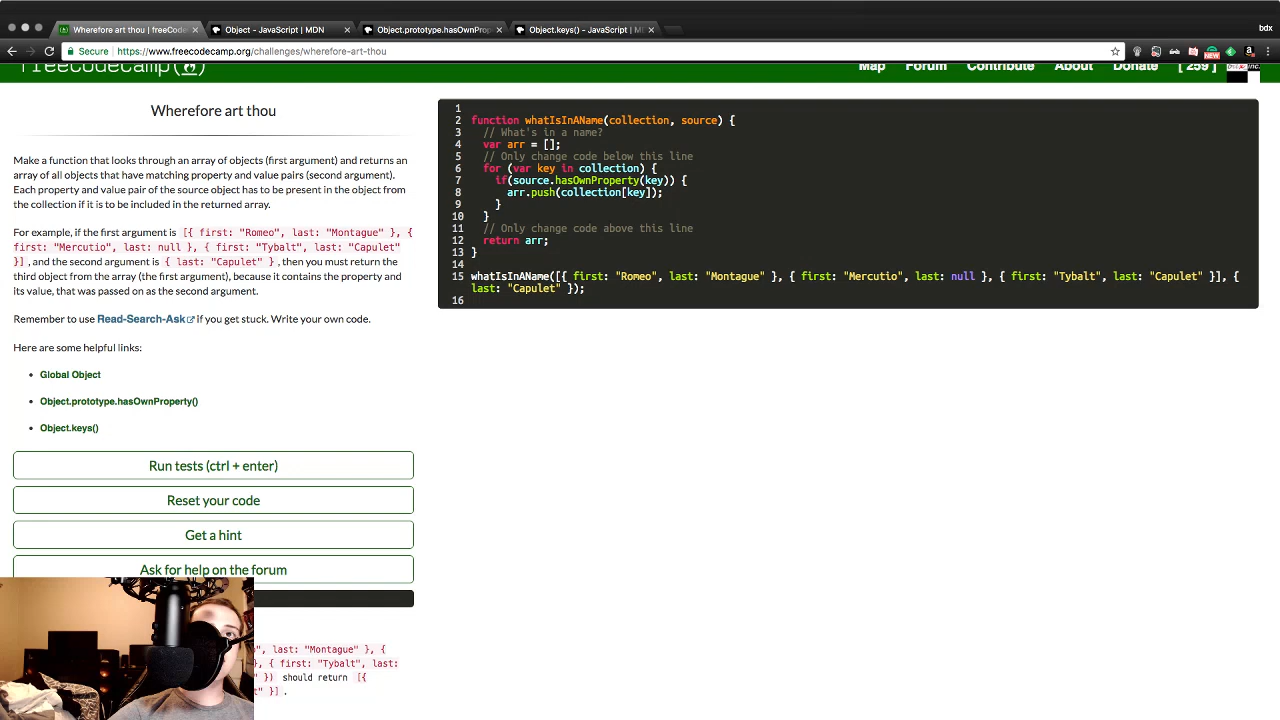 Wherefore art thou | freeCo
Object - JavaScript | MDN
Object.prototype.hasOwnPro
Object.keys() - JavaScript | M
bdx
Secure | https://www.freecodecamp.org/challenges/wherefore-art-thou
NEW
freeCodeCamp
Map Forum Contribute About Donate [ 259 ]
Wherefore art thou
Make a function that looks through an array of objects (first argument) and returns an
array of all objects that have matching property and value pairs (second argument).
Each property and value pair of the source object has to be present in the object from
the collection if it is to be included in the returned array.
For example, if the first argument is [{ first: "Romeo", last: "Montague" }, {
first: "Mercutio", last: null }, { first: "Tybalt", last: "Capulet"
}] , and the second argument is { last: "Capulet" } , then you must return the
third object from the array (the first argument), because it contains the property and
its value, that was passed on as the second argument.
Remember to use Read-Search-Ask if you get stuck. Write your own code.
Here are some helpful links:
Global Object
Object.prototype.hasOwnProperty()
Object.keys()
Run tests (ctrl + enter)
Reset your code
Get a hint
Ask for help on the forum
", last: "Montague" }, {
}, { first: "Tybalt", last:
" }) should return [{
et" }] .
1
2 function whatIsInAName(collection, source) {
3 // What's in a name?
4 var arr = [];
5 // Only change code below this line
6 for (var key in collection) {
7 if(source.hasOwnProperty(key)) {
8 arr.push(collection[key]);
9 }
10 }
11 // Only change code above this line
12 return arr;
13 }
14
15 whatIsInAName([{ first: "Romeo", last: "Montague" }, { first: "Mercutio", last: null }, { first: "Tybalt", last: "Capulet" }], {
last: "Capulet" });
16